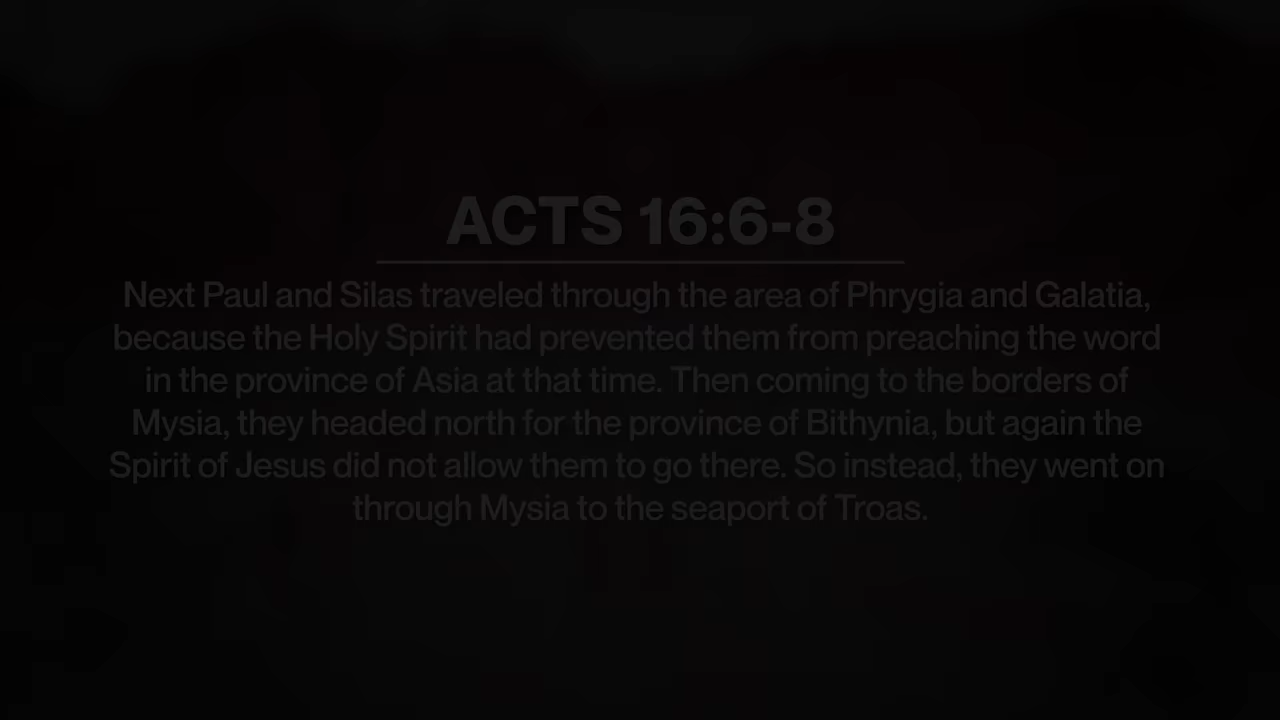 ACTS 16:6-8
Next Paul and Silas traveled through the area of Phrygia and Galatia,
because the Holy Spirit had prevented them from preaching the word
in the province of Asia at that time. Then coming to the borders of
Mysia, they headed north for the province of Bithynia, but again the
Spirit of Jesus did not allow them to go there. So instead, they went on
through Mysia to the seaport of Troas.